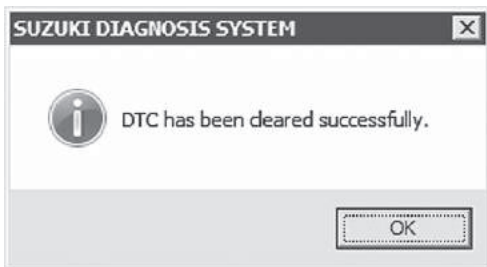 SUZUKI DIAGNOSIS SYSTEM
DTC has been cleared successfully.
OK